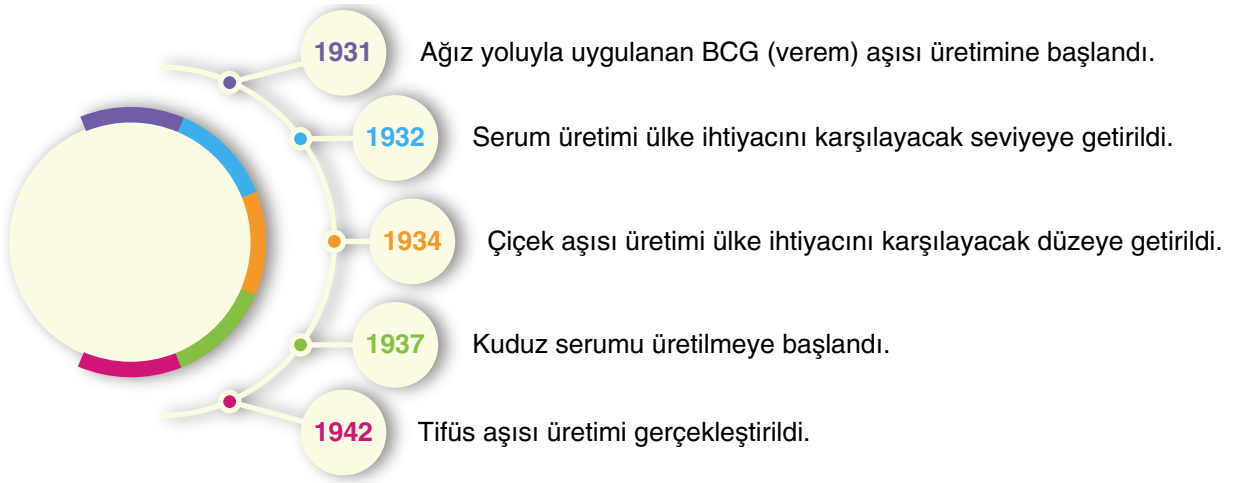 1931 Ağız yoluyla uygulanan BCG (verem) aşısı üretimine başlandı.
1932 Serum üretimi ülke ihtiyacını karşılayacak seviyeye getirildi.
1934 Çiçek aşısı üretimi ülke ihtiyacını karşılayacak düzeye getirildi.
1937 Kuduz serumu üretilmeye başlandı.
1942 Tifüs aşısı üretimi gerçekleştirildi.